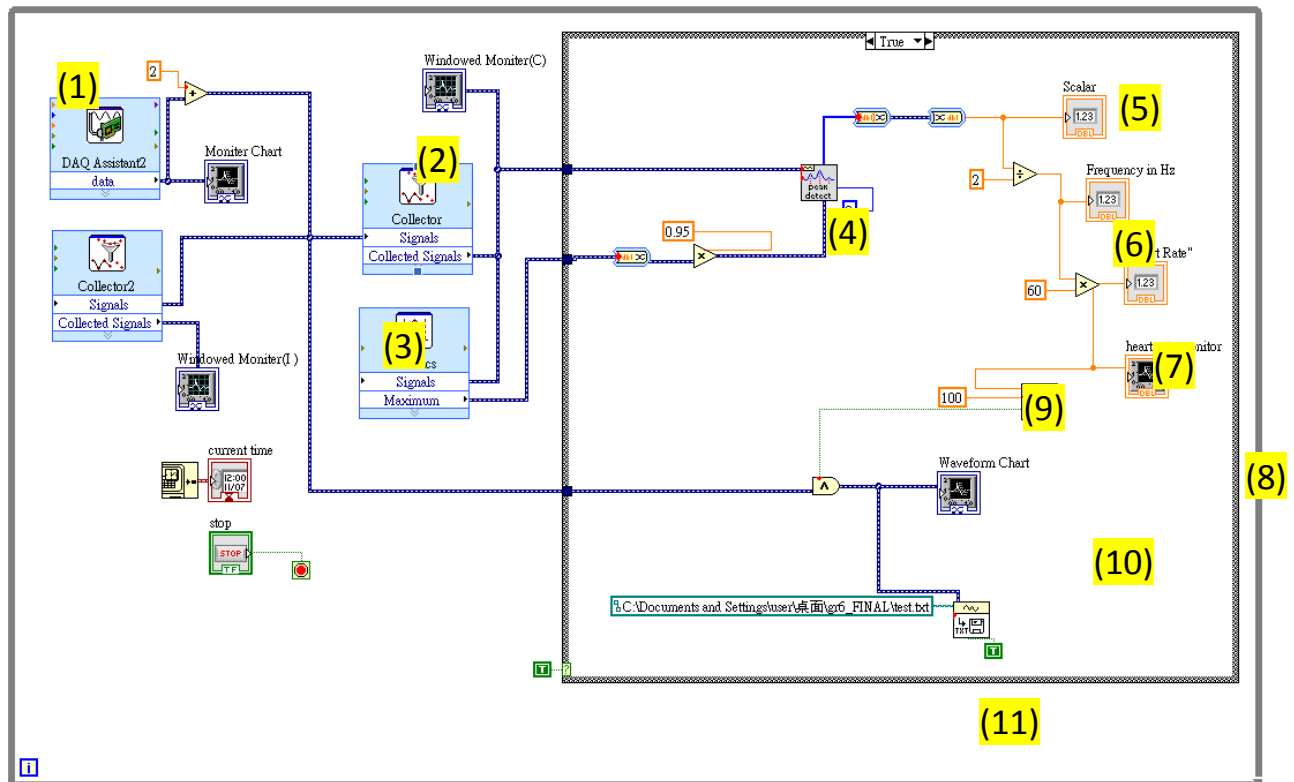 True
Windowed Moniter(C)
2
(1)
+
DAQ Assistant2
data
Moniter Chart
(2)
Collector
Signals
Collected Signals
Collector2
Signals
Collected Signals
Windowed Moniter(I )
(3)
cs
Signals
Maximum
current time
12:00
11/07
stop
STOP
TF
i
Scalar
1.23
DBL
(5)
peak
detect
(4)
2
÷
Frequency in Hz
1.23
(6)
0.95
×
Rate"
1.23
DBL
60
×
(7)
DBL
100
(9)
Waveform Chart
(8)
(10)
C:\Documents and Settings\user\桌面\gr6_FINAL\test.txt
TXT
T
T
?
(11)